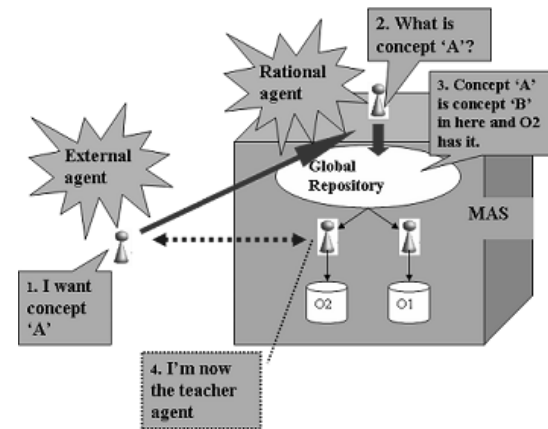 2. What is
concept ‘A’?
Rational
agent
3. Concept ‘A’
is concept ‘B’
in here and O2
has it.
External
agent
Global
Repository
MAS
1. I want
concept
‘A’
O2
O1
4. I’m now
the teacher
agent